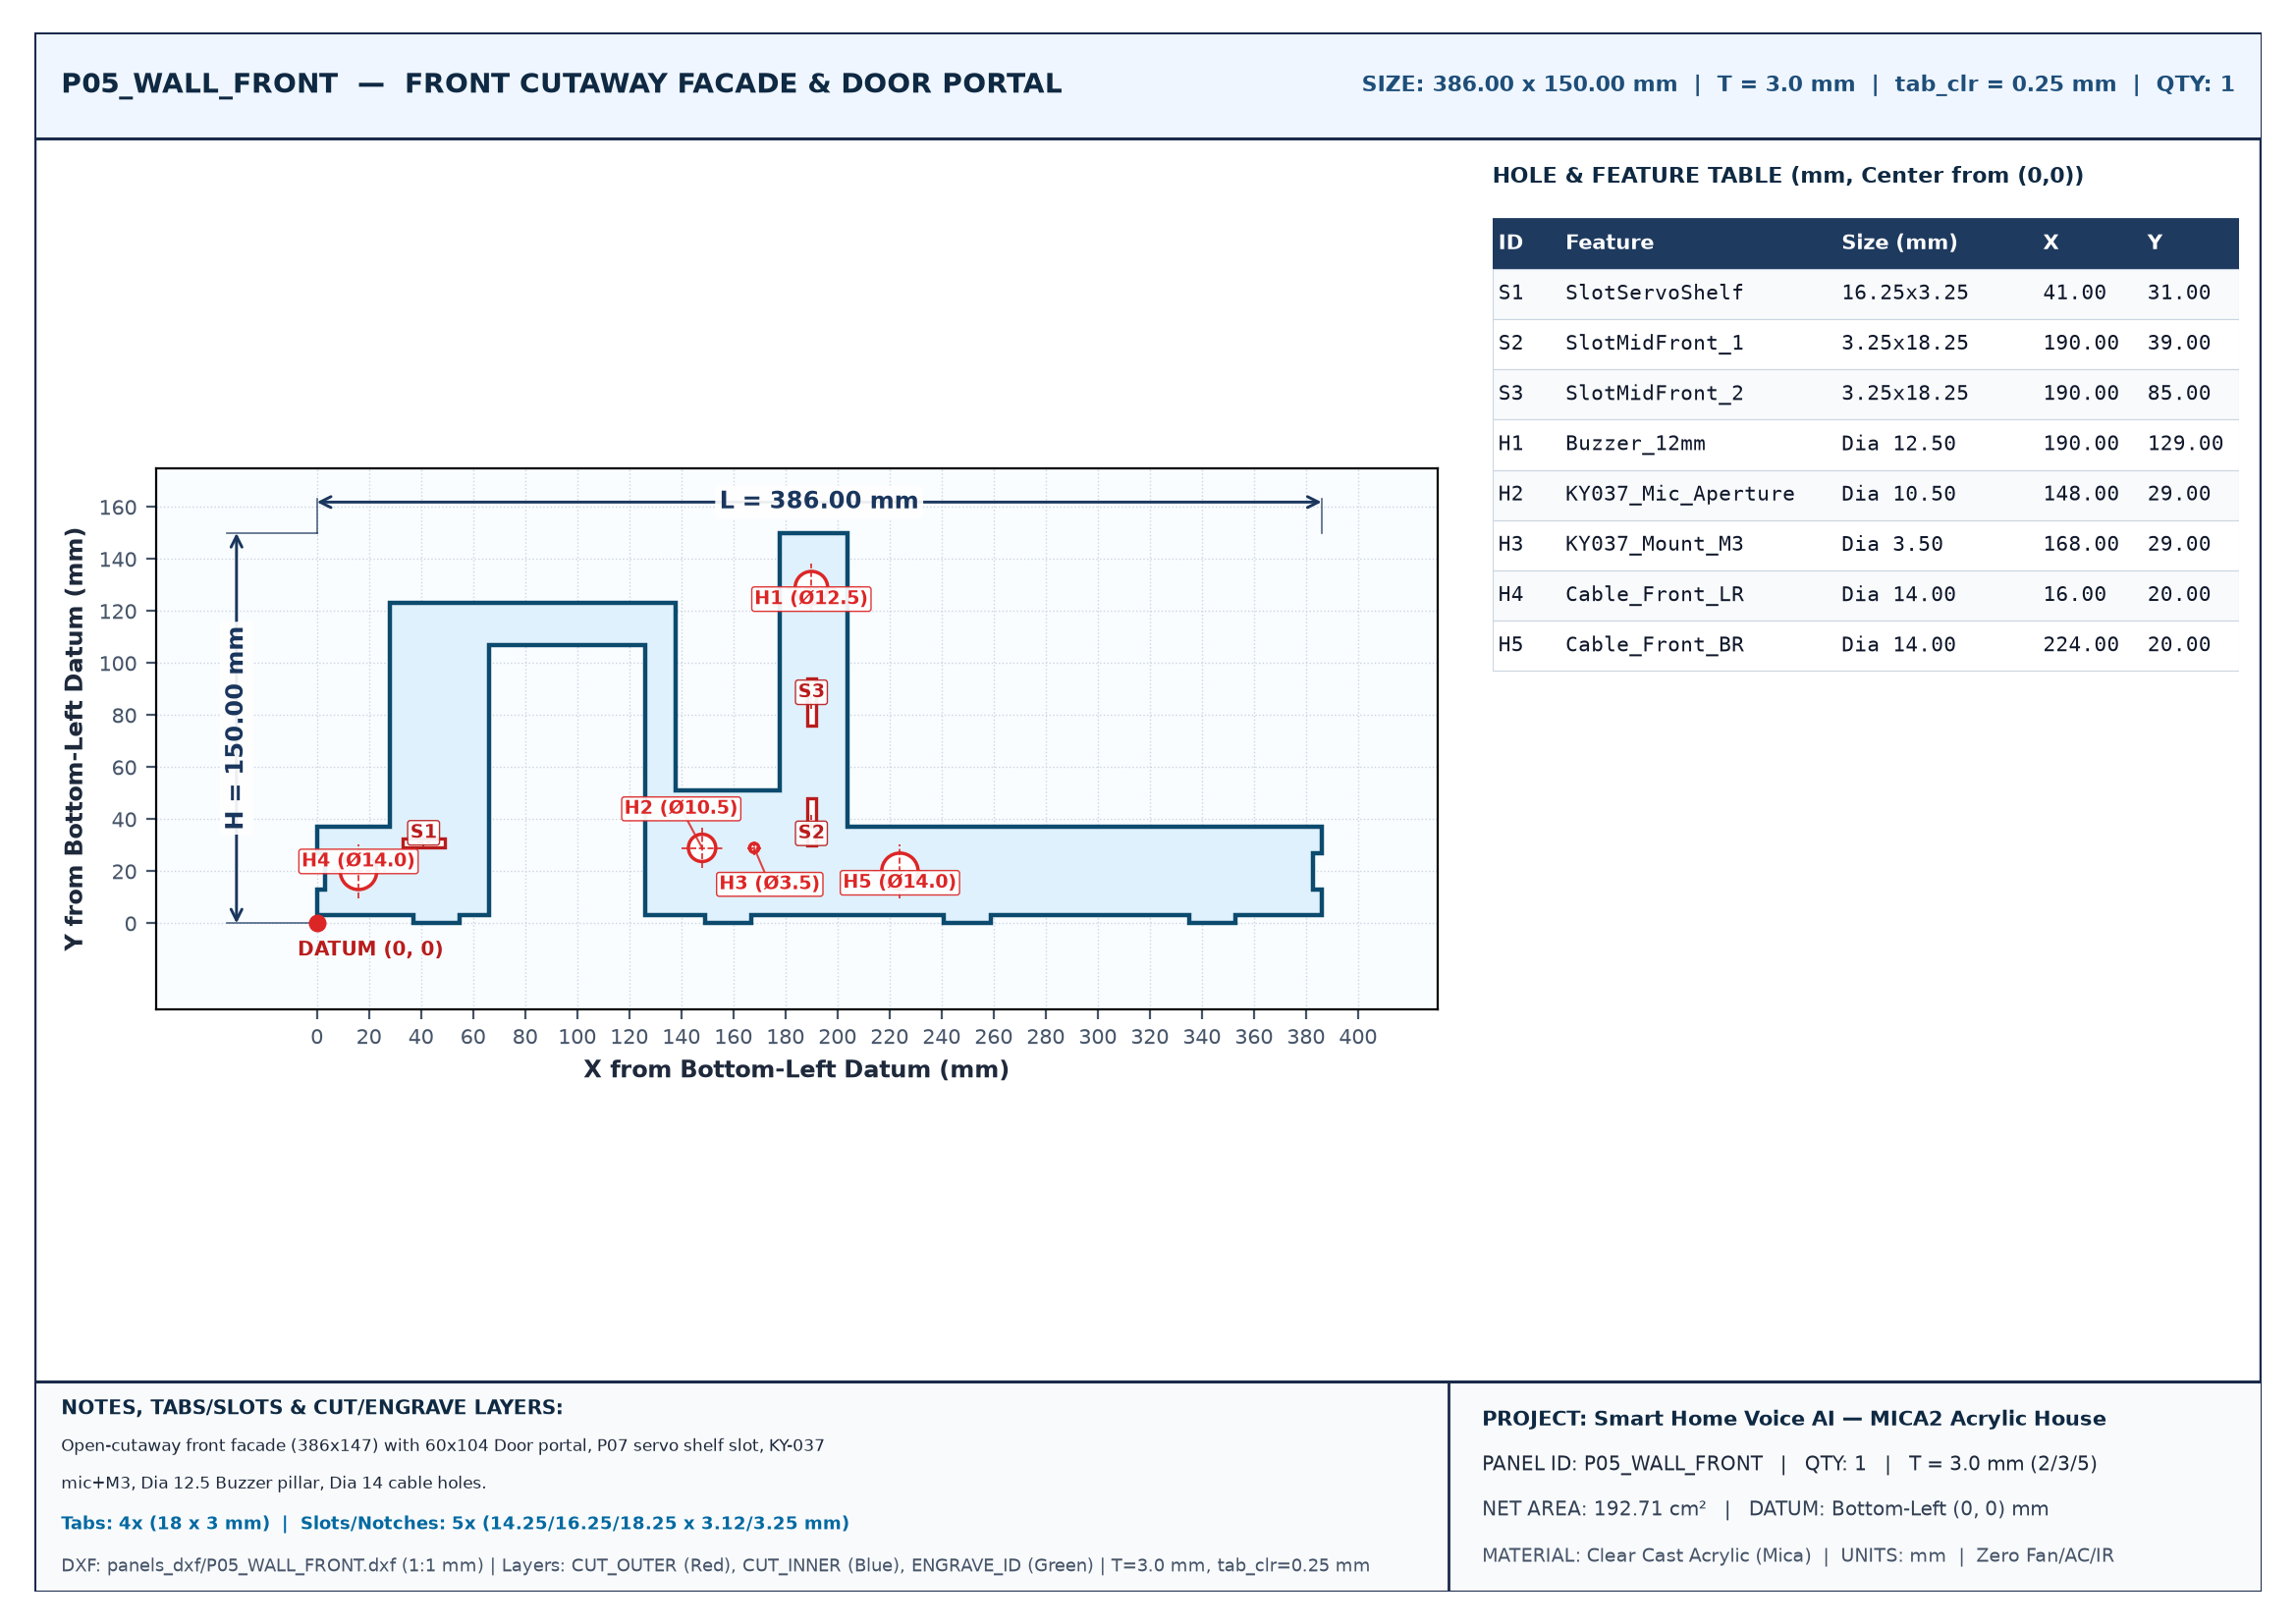 P05_WALL_FRONT — FRONT CUTAWAY FACADE & DOOR PORTAL
SIZE: 386.00 x 150.00 mm | T = 3.0 mm | tab_clr = 0.25 mm | QTY: 1
HOLE & FEATURE TABLE (mm, Center from (0,0))
ID Feature Size (mm) X Y
S1 SlotServoShelf 16.25x3.25 41.00 31.00
S2 SlotMidFront_1 3.25x18.25 190.00 39.00
S3 SlotMidFront_2 3.25x18.25 190.00 85.00
H1 Buzzer_12mm Dia 12.50 190.00 129.00
H2 KY037_Mic_Aperture Dia 10.50 148.00 29.00
H3 KY037_Mount_M3 Dia 3.50 168.00 29.00
H4 Cable_Front_LR Dia 14.00 16.00 20.00
H5 Cable_Front_BR Dia 14.00 224.00 20.00
L = 386.00 mm
H = 150.00 mm
Y from Bottom-Left Datum (mm)
160
140
120
100
80
60
40
20
0
H1 (Ø12.5)
S3
H2 (Ø10.5)
S1
S2
H4 (Ø14.0)
H3 (Ø3.5)
H5 (Ø14.0)
DATUM (0, 0)
0 20 40 60 80 100 120 140 160 180 200 220 240 260 280 300 320 340 360 380 400
X from Bottom-Left Datum (mm)
NOTES, TABS/SLOTS & CUT/ENGRAVE LAYERS:
Open-cutaway front facade (386x147) with 60x104 Door portal, P07 servo shelf slot, KY-037
mic+M3, Dia 12.5 Buzzer pillar, Dia 14 cable holes.
Tabs: 4x (18 x 3 mm) | Slots/Notches: 5x (14.25/16.25/18.25 x 3.12/3.25 mm)
DXF: panels_dxf/P05_WALL_FRONT.dxf (1:1 mm) | Layers: CUT_OUTER (Red), CUT_INNER (Blue), ENGRAVE_ID (Green) | T=3.0 mm, tab_clr=0.25 mm
PROJECT: Smart Home Voice AI — MICA2 Acrylic House
PANEL ID: P05_WALL_FRONT | QTY: 1 | T = 3.0 mm (2/3/5)
NET AREA: 192.71 cm² | DATUM: Bottom-Left (0, 0) mm
MATERIAL: Clear Cast Acrylic (Mica) | UNITS: mm | Zero Fan/AC/IR